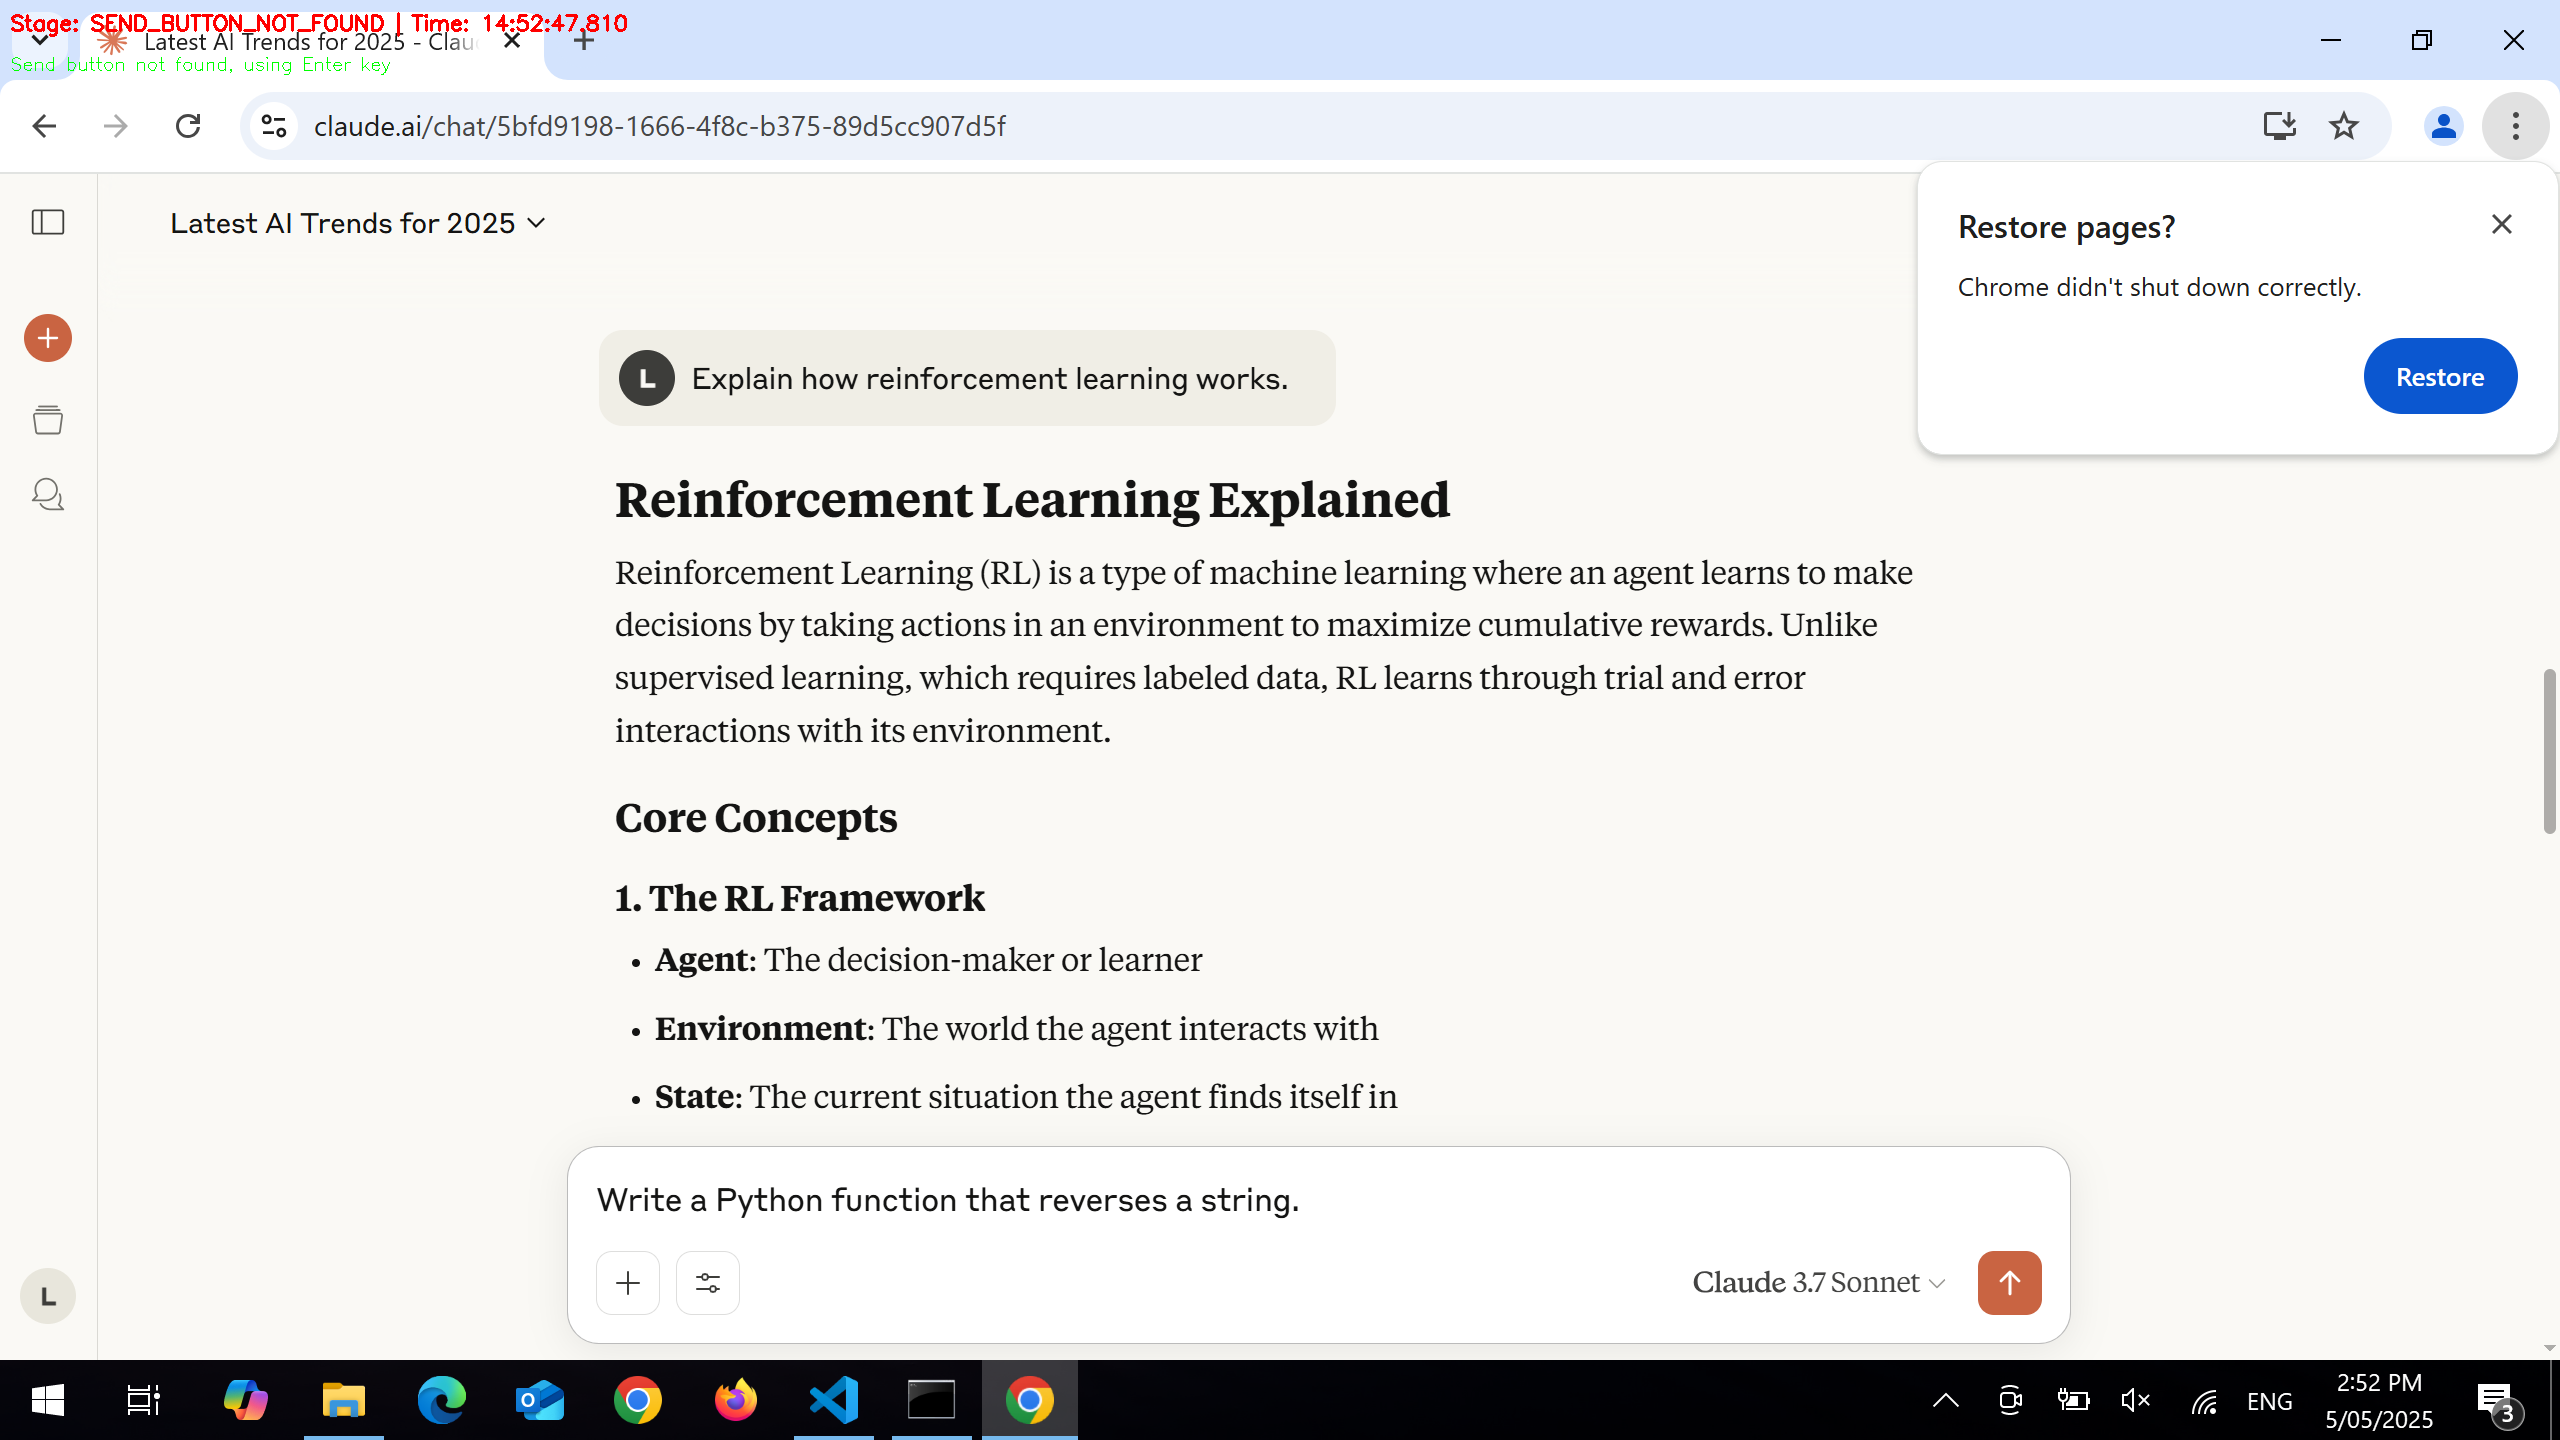 Stage: SEND_BUTTON_NOT_FOUND | Time: 14:52:47.810
Latest AI Trends for 2025 - Clau
Send button not found, using Enter key
claude.ai/chat/5bfd9198-1666-4f8c-b375-89d5cc907d5f
Latest AI Trends for 2025
Restore pages?
Chrome didn't shut down correctly.
Restore
L
Explain how reinforcement learning works.
Reinforcement Learning Explained
Reinforcement Learning (RL) is a type of machine learning where an agent learns to make
decisions by taking actions in an environment to maximize cumulative rewards. Unlike
supervised learning, which requires labeled data, RL learns through trial and error
interactions with its environment.
Core Concepts
1. The RL Framework
• Agent: The decision-maker or learner
• Environment: The world the agent interacts with
• State: The current situation the agent finds itself in
Write a Python function that reverses a string.
Claude 3.7 Sonnet
L
ENG
2:52 PM
5/05/2025
3